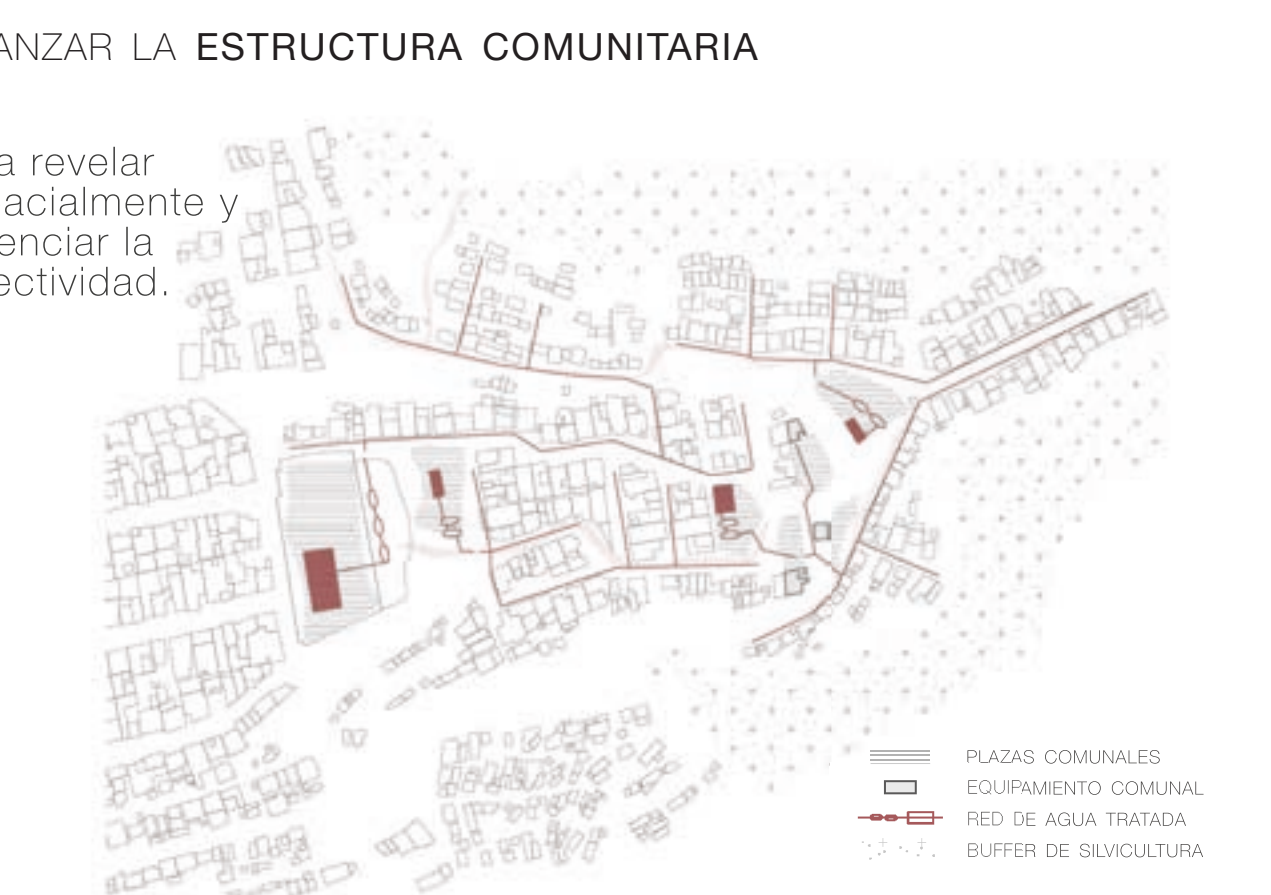 ANZAR LA ESTRUCTURA COMUNITARIA
a revelar
acialmente y
enciar la
ectividad.
PLAZAS COMUNALES
EQUIPAMIENTO COMUNAL
RED DE AGUA TRATADA
BUFFER DE SILVICULTURA